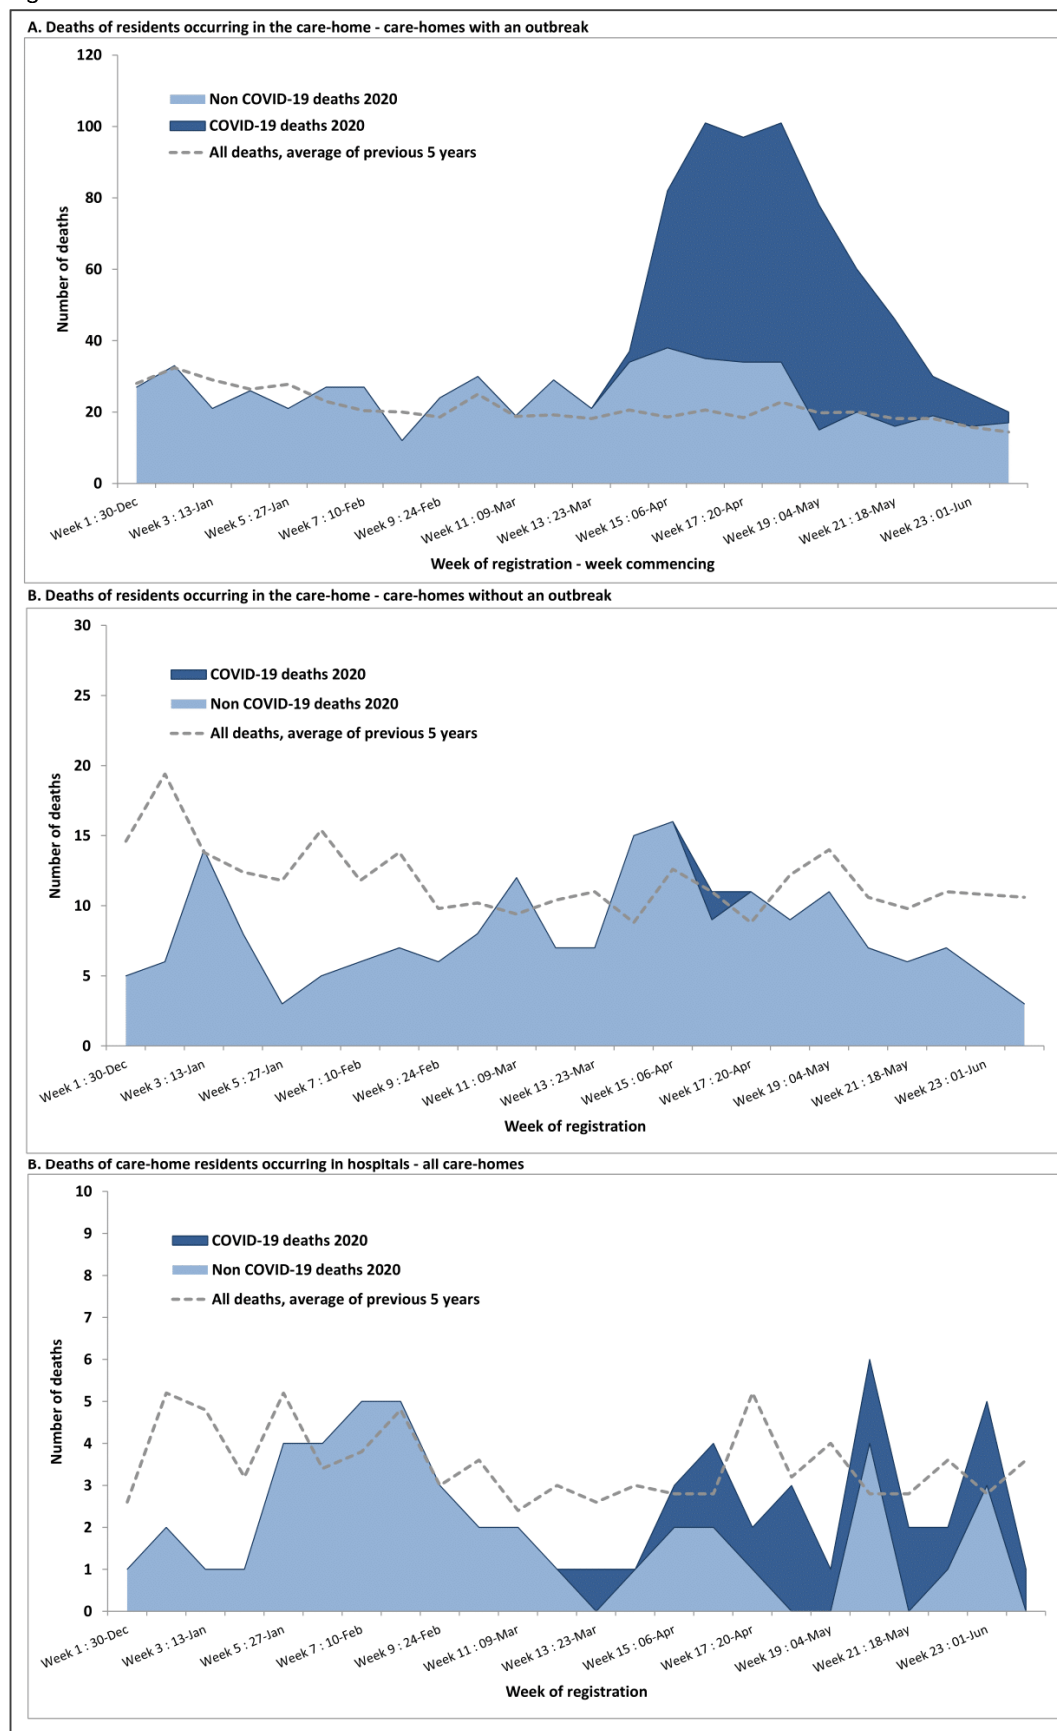 A. Deaths of residents occurring in the care-home - care-homes with an outbreak
120
100
80
60
40
20
0
Number of deaths
Non COVID-19 deaths 2020
COVID-19 deaths 2020
All deaths, average of previous 5 years
Week 1 : 30-Dec
Week 3 : 13-Jan
Week 5 : 27-Jan
Week 7 : 10-Feb
Week 9 : 24-Feb
Week 11 : 09-Mar
Week 13 : 23-Mar
Week 15 : 06-Apr
Week 17 : 20-Apr
Week 19 : 04-May
Week 21 : 18-May
Week 23 : 01-Jun
Week of registration - week commencing
B. Deaths of residents occurring in the care-home - care-homes without an outbreak
30
25
20
15
10
5
0
Number of deaths
COVID-19 deaths 2020
Non COVID-19 deaths 2020
All deaths, average of previous 5 years
Week 1 : 30-Dec
Week 3 : 13-Jan
Week 5 : 27-Jan
Week 7 : 10-Feb
Week 9 : 24-Feb
Week 11 : 09-Mar
Week 13 : 23-Mar
Week 15 : 06-Apr
Week 17 : 20-Apr
Week 19 : 04-May
Week 21 : 18-May
Week 23 : 01-Jun
Week of registration
B. Deaths of care-home residents occurring in hospitals - all care-homes
10
9
8
7
6
5
4
3
2
1
0
Number of deaths
COVID-19 deaths 2020
Non COVID-19 deaths 2020
All deaths, average of previous 5 years
Week 1 : 30-Dec
Week 3 : 13-Jan
Week 5 : 27-Jan
Week 7 : 10-Feb
Week 9 : 24-Feb
Week 11 : 09-Mar
Week 13 : 23-Mar
Week 15 : 06-Apr
Week 17 : 20-Apr
Week 19 : 04-May
Week 21 : 18-May
Week 23 : 01-Jun
Week of registration